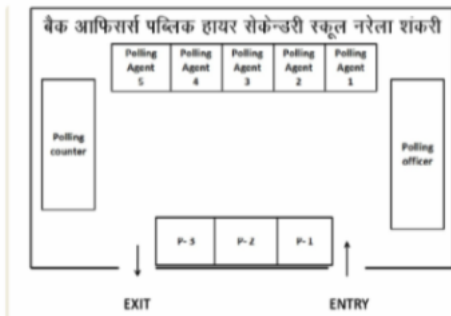 बैक आफिसर्स पब्लिक हायर सेकेन्डरी स्कूल नरेला शंकरी
Polling Agent 5
Polling Agent 4
Polling Agent 3
Polling Agent 2
Polling Agent 1
Polling counter
Polling officer
P- 3
P-2
P-1
EXIT
ENTRY